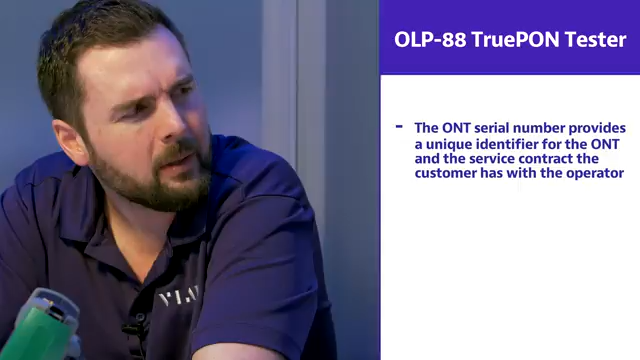 OLP-88 TruePON Tester
- The ONT serial number provides
a unique identifier for the ONT
and the service contract the
customer has with the operator